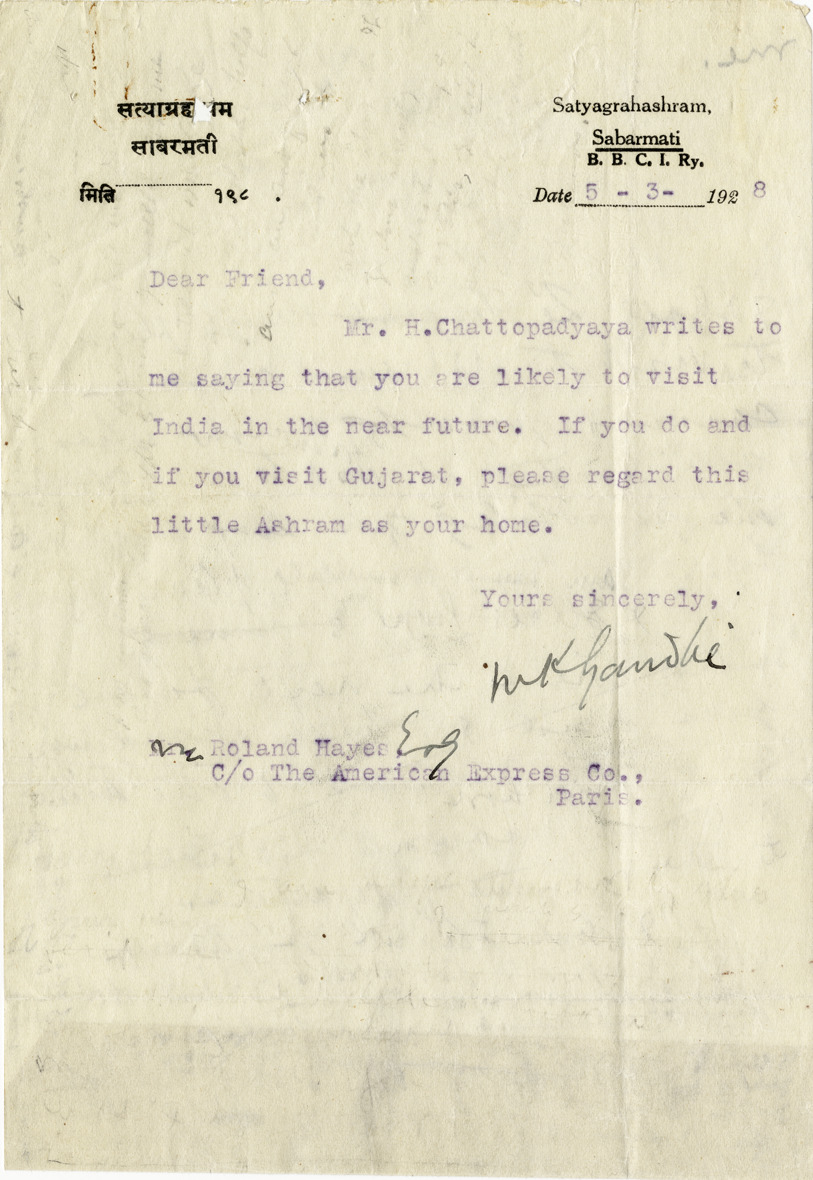 सत्याग्रहाश्रम
साबरमती
मिति १९८ .
Satyagrahashram,
Sabarmati
B. B. C. I. Ry.
Date 5 - 3- 1928
Dear Friend,
Mr. H.Chattopadyaya writes to
me saying that you are likely to visit
India in the near future. If you do and
if you visit Gujarat, please regard this
little Ashram as your home.
Yours sincerely,
MKGandhi
Roland Hayes Esq
C/o The American Express Co.,
Paris.